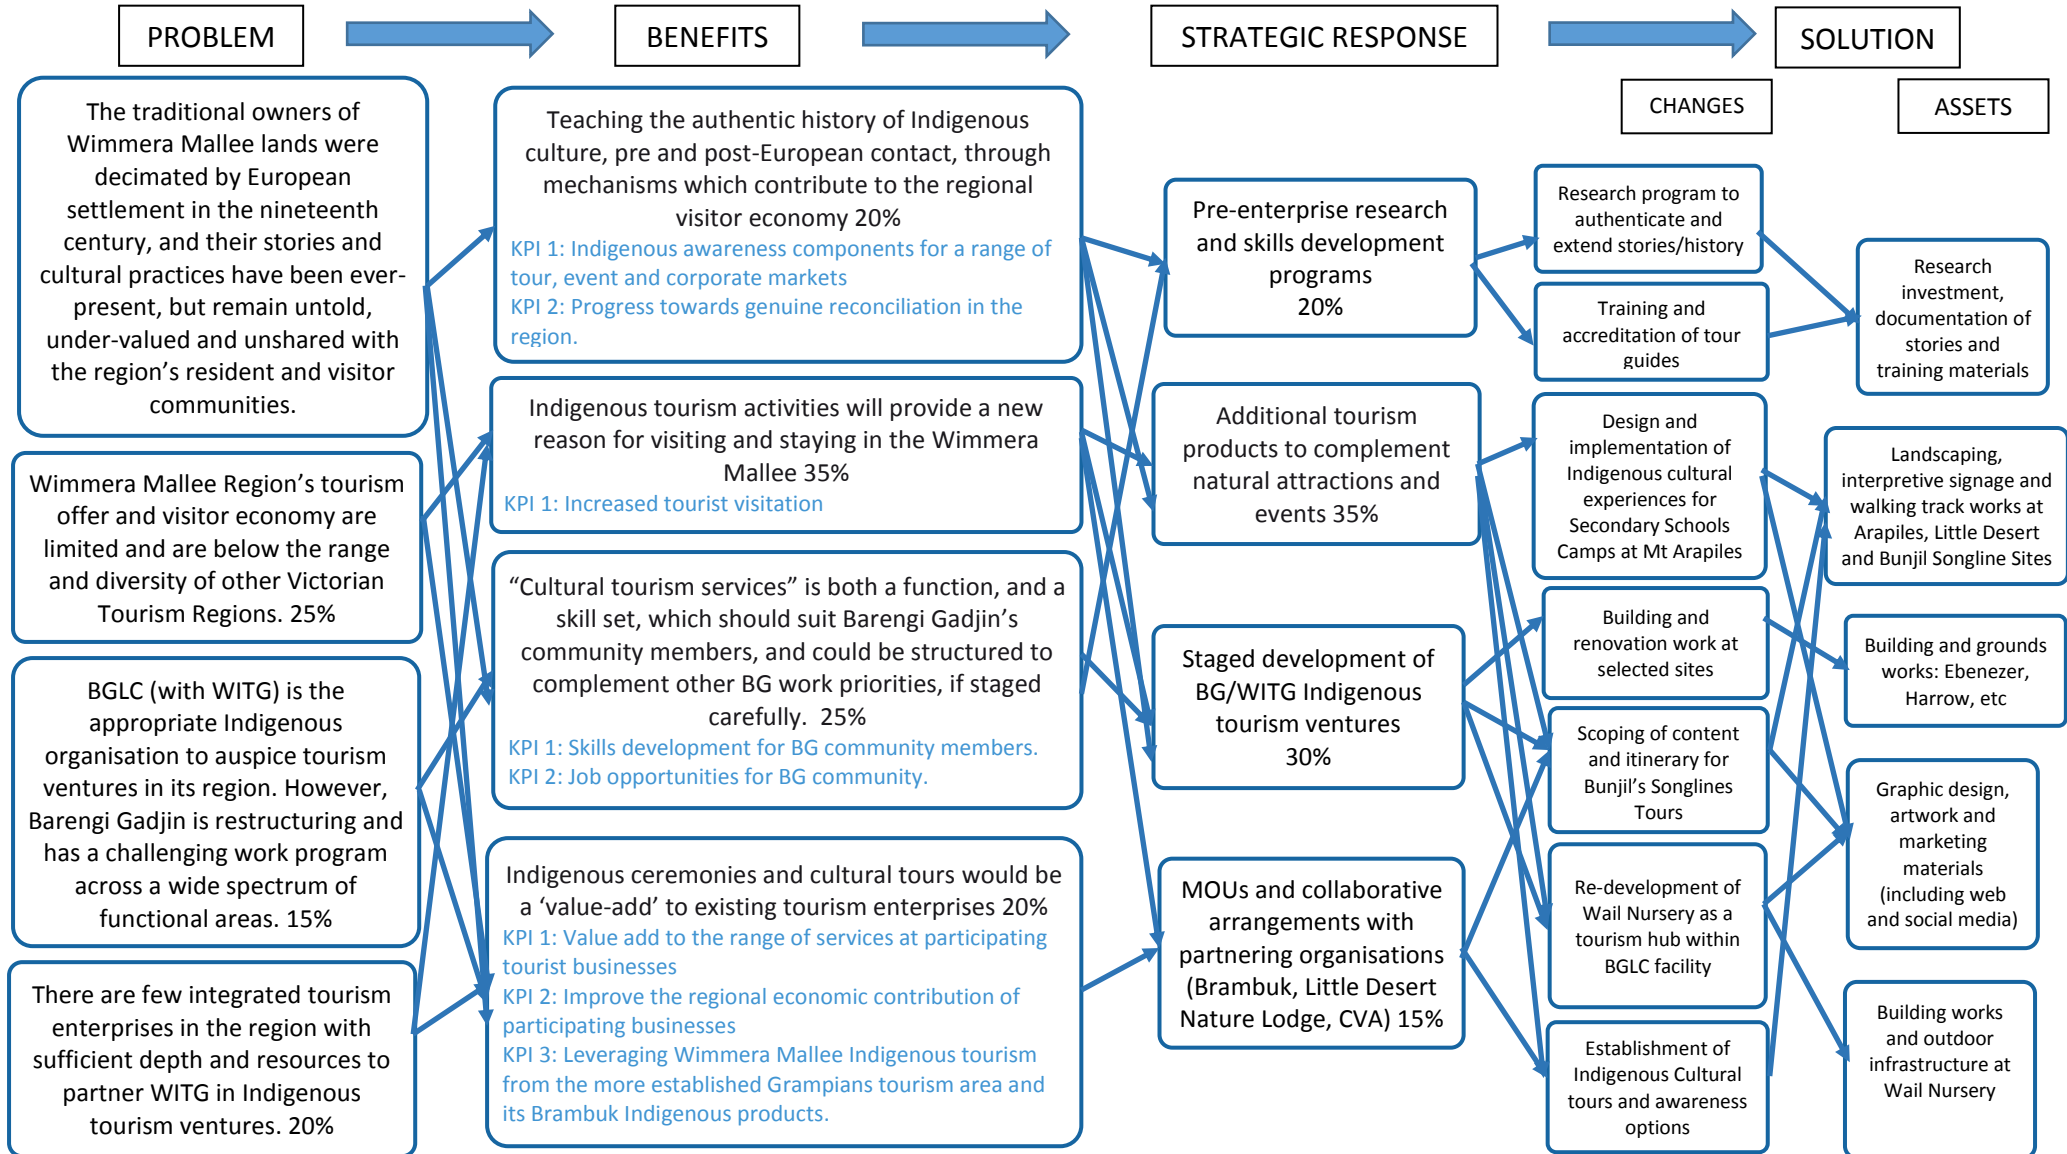 PROBLEM
BENEFITS
STRATEGIC RESPONSE
SOLUTION
CHANGES
ASSETS
The traditional owners of
Wimmera Mallee lands were
decimated by European
settlement in the nineteenth
century, and their stories and
cultural practices have been ever-
present, but remain untold,
under-valued and unshared with
the region’s resident and visitor
communities.
Wimmera Mallee Region’s tourism
offer and visitor economy are
limited and are below the range
and diversity of other Victorian
Tourism Regions. 25%
BGLC (with WITG) is the
appropriate Indigenous
organisation to auspice tourism
ventures in its region. However,
Barengi Gadjin is restructuring and
has a challenging work program
across a wide spectrum of
functional areas. 15%
There are few integrated tourism
enterprises in the region with
sufficient depth and resources to
partner WITG in Indigenous
tourism ventures. 20%
Teaching the authentic history of Indigenous
culture, pre and post-European contact, through
mechanisms which contribute to the regional
visitor economy 20%
KPI 1: Indigenous awareness components for a range of
tour, event and corporate markets
KPI 2: Progress towards genuine reconciliation in the
region.
Indigenous tourism activities will provide a new
reason for visiting and staying in the Wimmera
Mallee 35%
KPI 1: Increased tourist visitation
“Cultural tourism services” is both a function, and a
skill set, which should suit Barengi Gadjin’s
community members, and could be structured to
complement other BG work priorities, if staged
carefully. 25%
KPI 1: Skills development for BG community members.
KPI 2: Job opportunities for BG community.
Indigenous ceremonies and cultural tours would be
a ‘value-add’ to existing tourism enterprises 20%
KPI 1: Value add to the range of services at participating
tourist businesses
KPI 2: Improve the regional economic contribution of
participating businesses
KPI 3: Leveraging Wimmera Mallee Indigenous tourism
from the more established Grampians tourism area and
its Brambuk Indigenous products.
Pre-enterprise research
and skills development
programs
20%
Additional tourism
products to complement
natural attractions and
events 35%
Staged development of
BG/WITG Indigenous
tourism ventures
30%
MOUs and collaborative
arrangements with
partnering organisations
(Brambuk, Little Desert
Nature Lodge, CVA) 15%
Research program to
authenticate and
extend stories/history
Training and
accreditation of tour
guides
Design and
implementation of
Indigenous cultural
experiences for
Secondary Schools
Camps at Mt Arapiles
Building and
renovation work at
selected sites
Scoping of content
and itinerary for
Bunjil’s Songlines
Tours
Re-development of
Wail Nursery as a
tourism hub within
BGLC facility
Establishment of
Indigenous Cultural
tours and awareness
options
Research
investment,
documentation of
stories and
training materials
Landscaping,
interpretive signage and
walking track works at
Arapiles, Little Desert
and Bunjil Songline Sites
Building and grounds
works: Ebenezer,
Harrow, etc
Graphic design,
artwork and
marketing
materials
(including web
and social media)
Building works
and outdoor
infrastructure at
Wail Nursery